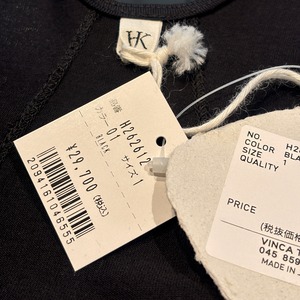 HK
品番 H262612
カラー 01 サイズ 1
BLACK
¥29,700(税込)
2094161046555
NO. H26
COLOR BLA
SIZE 1
QUALITY
PRICE
(税抜価格
VINCA T
045 859
MADE IN J